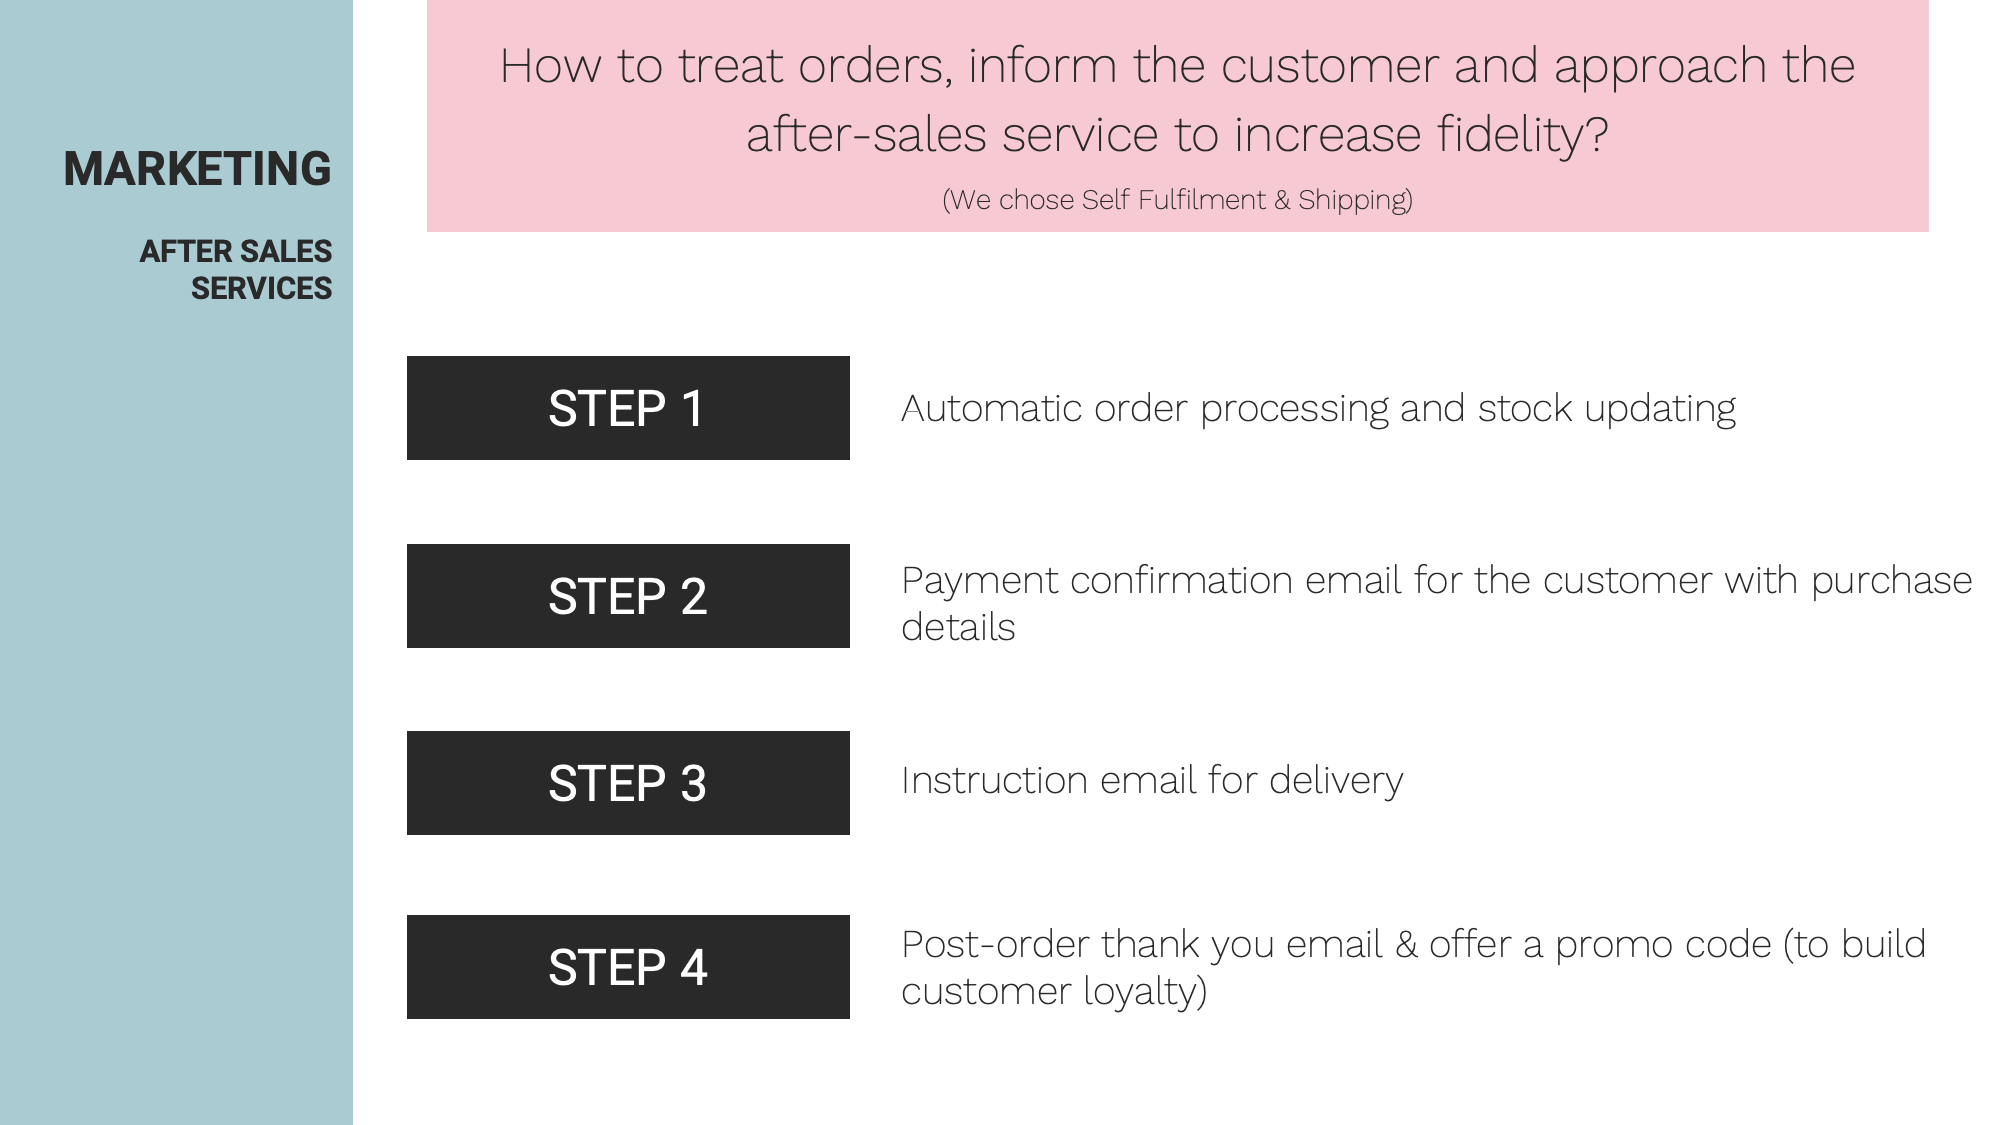 MARKETING
AFTER SALES
SERVICES
How to treat orders, inform the customer and approach the
after-sales service to increase fidelity?
(We chose Self Fulfilment & Shipping)
STEP 1
Automatic order processing and stock updating
STEP 2
Payment confirmation email for the customer with purchase
details
STEP 3
Instruction email for delivery
STEP 4
Post-order thank you email & offer a promo code (to build
customer loyalty)